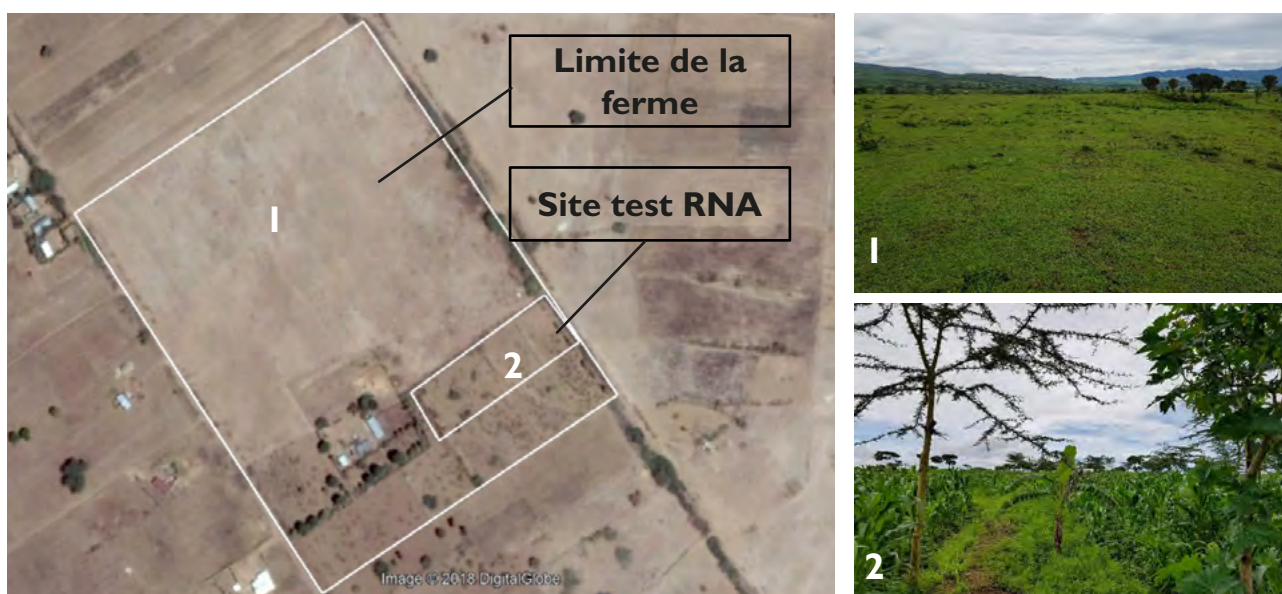 Limite de la
ferme
Site test RNA
1
2
Image © 2018 DigitalGlobe
1
2